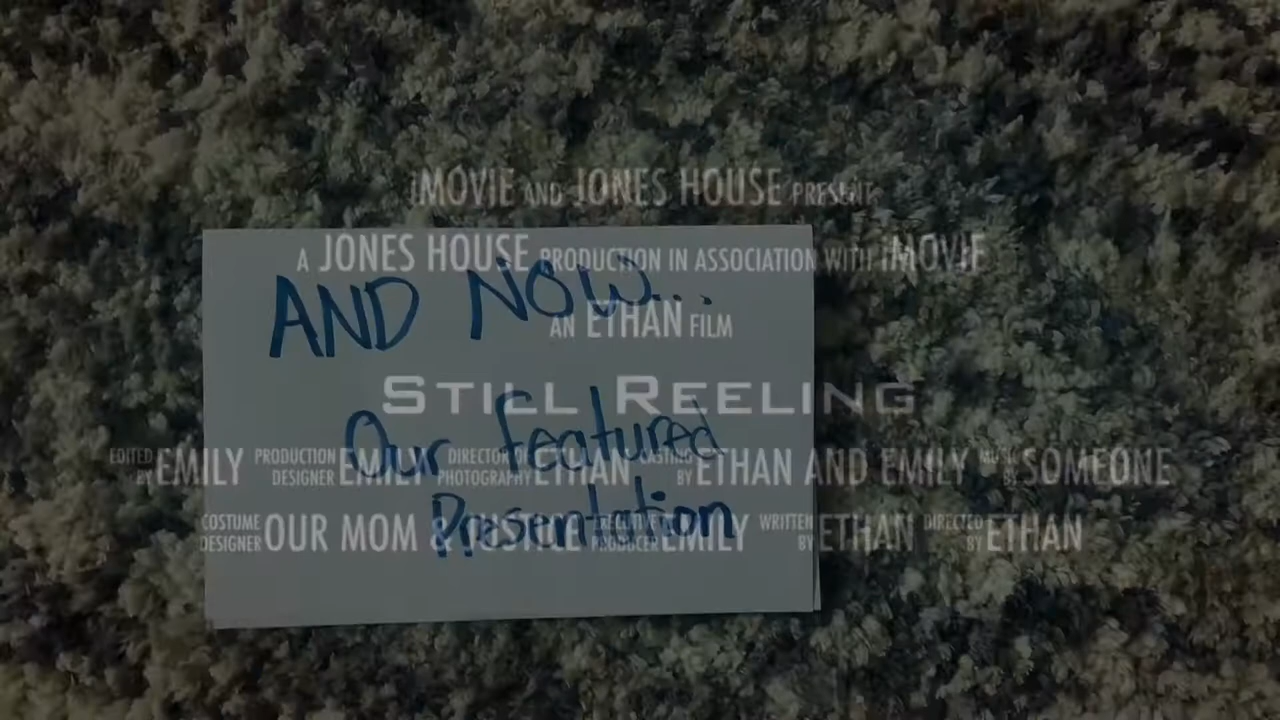 iMOVIE AND JONES HOUSE PRESENT
A JONES HOUSE PRODUCTION IN ASSOCIATION WITH iMOVIE
AN ETHAN FILM
STILL REELING
EDITED BY EMILY PRODUCTION DESIGNER EMILY DIRECTOR OF PHOTOGRAPHY ETHAN CASTING BY ETHAN AND EMILY MUSIC BY SOMEONE
COSTUME DESIGNER OUR MOM & JUSTICE EXECUTIVE PRODUCER EMILY WRITTEN BY ETHAN DIRECTED BY ETHAN
AND NOW...
Our featured
Presentation